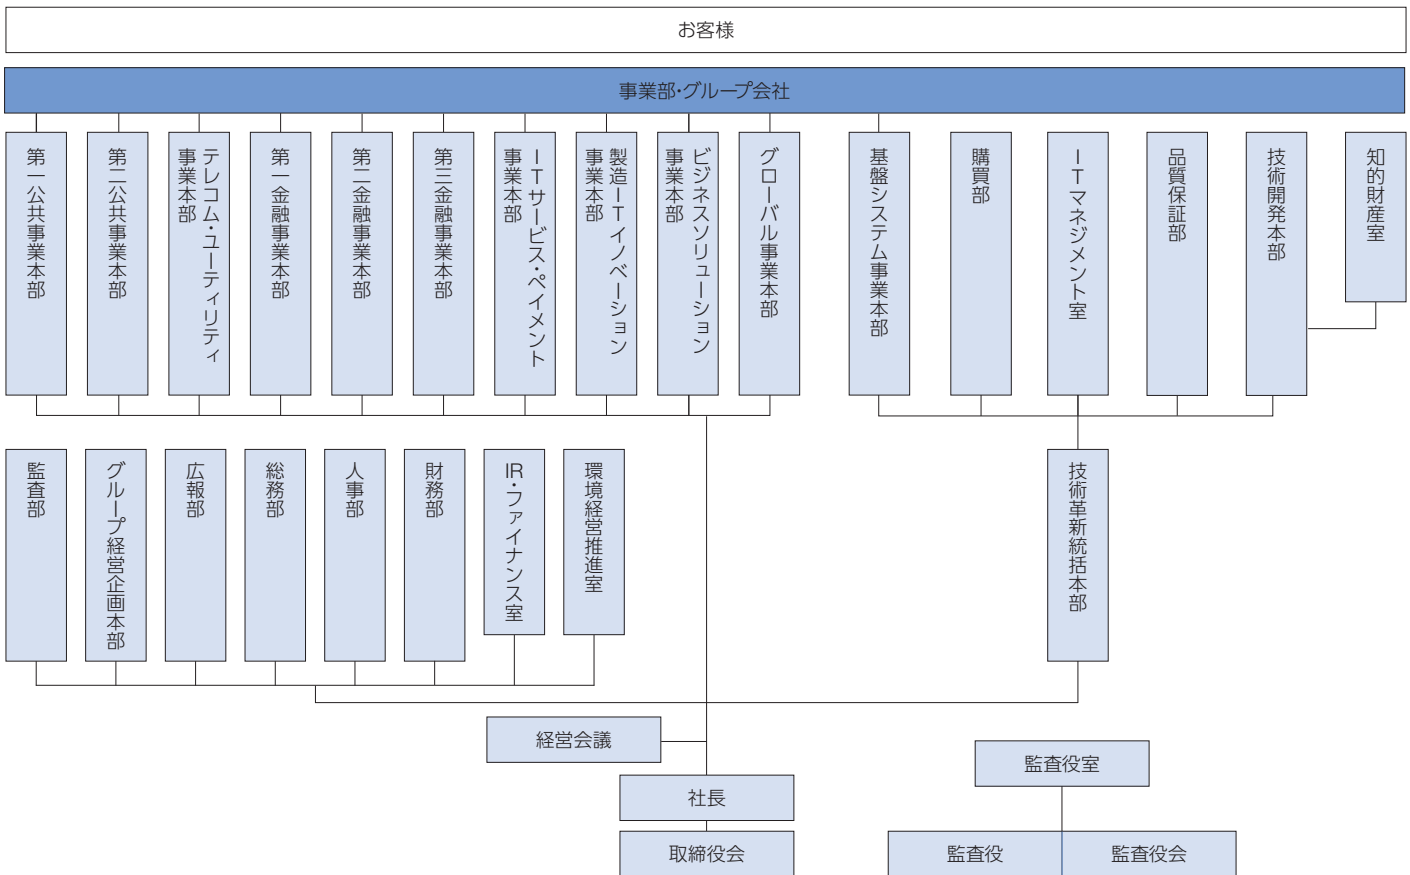 お客様
事業部・グループ会社
第一公共事業本部
第二公共事業本部
テレコム・ユーティリティ
事業本部
第一金融事業本部
第二金融事業本部
第三金融事業本部
ITサービス・ペイメント
事業本部
製造ITイノベーション
事業本部
ビジネスソリューション
事業本部
グローバル事業本部
基盤システム事業本部
購買部
ITマネジメント室
品質保証部
技術開発本部
知的財産室
監査部
グループ経営企画本部
広報部
総務部
人事部
財務部
IR・ファイナンス室
環境経営推進室
技術革新統括本部
経営会議
社長
取締役会
監査役室
監査役
監査役会